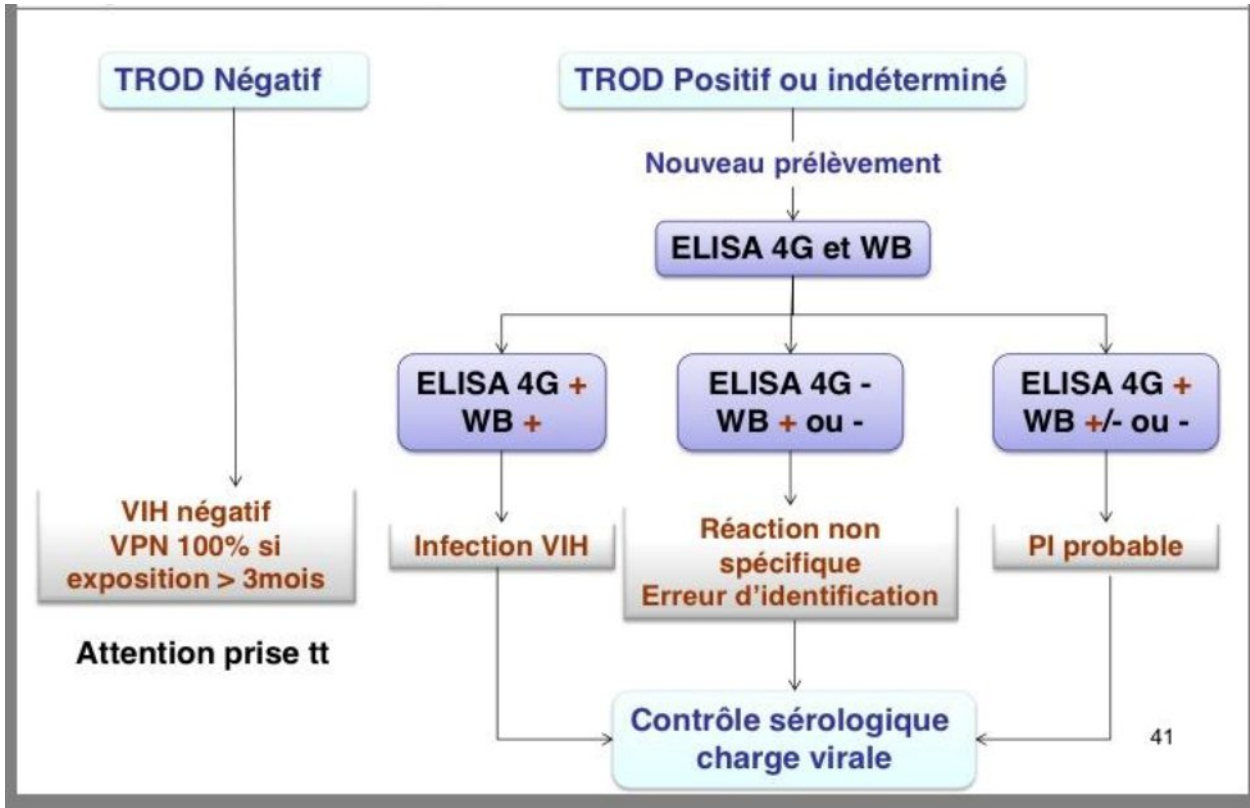 TROD Négatif
TROD Positif ou indéterminé
Nouveau prélèvement
ELISA 4G et WB
ELISA 4G +
WB +
ELISA 4G -
WB + ou -
ELISA 4G +
WB +/- ou -
VIH négatif
VPN 100% si
exposition > 3mois
Infection VIH
Réaction non
spécifique
Erreur d'identification
PI probable
Attention prise tt
Contrôle sérologique
charge virale
41